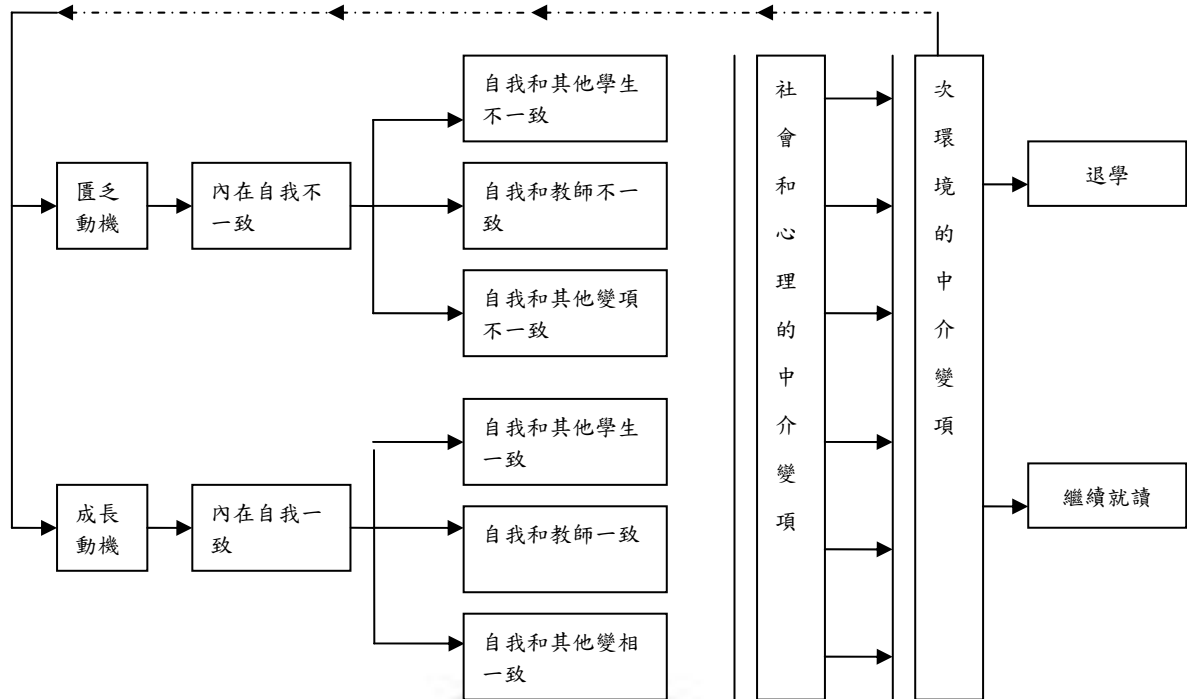 匱乏
動機
內在自我不
一致
自我和其他學生
不一致
自我和教師不一
致
自我和其他變項
不一致
成長
動機
內在自我一
致
自我和其他學生
一致
自我和教師一致
自我和其他變相
一致
社會和心理的中介變項
次環境的中介變項
退學
繼續就讀